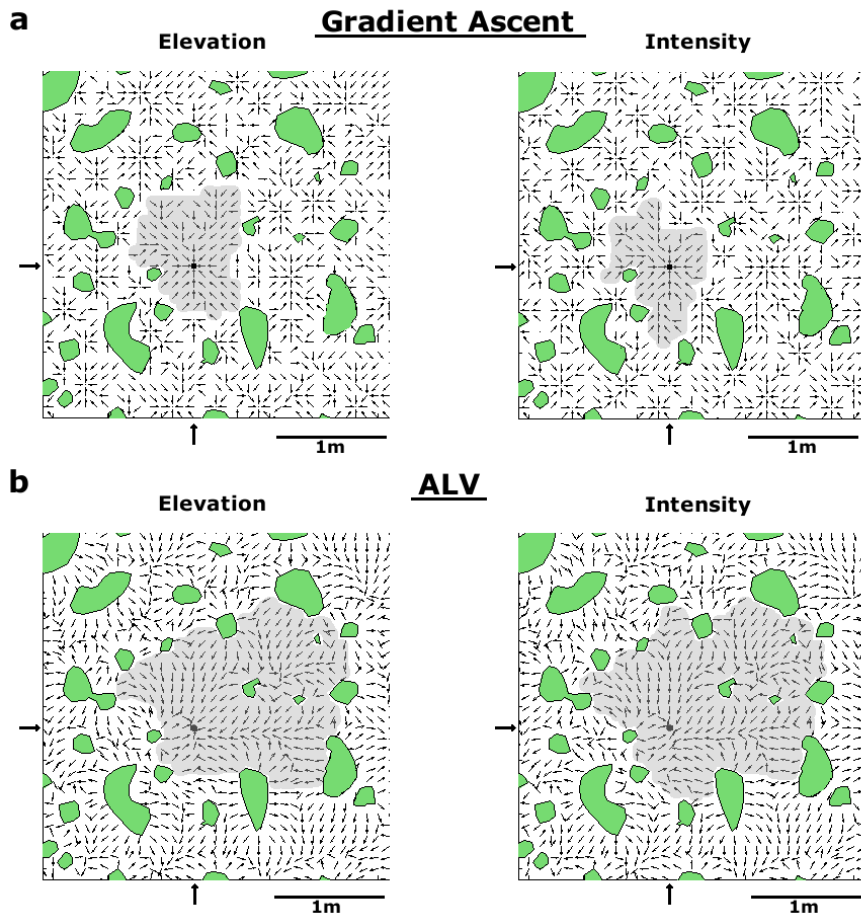 a
Gradient Ascent
Elevation
Intensity
1m
1m
b
ALV
Elevation
Intensity
1m
1m